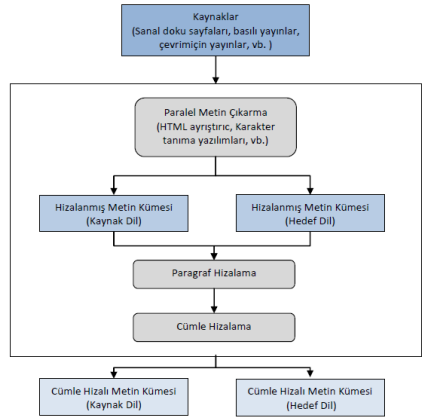 Kaynaklar
(Sanal doku sayfaları, basılı yayınlar,
çevrimiçin yayınlar, vb. )
Paralel Metin Çıkarma
(HTML ayrıştırıc, Karakter
tanıma yazılımları, vb.)
Hizalanmış Metin Kümesi
(Kaynak Dil)
Hizalanmış Metin Kümesi
(Hedef Dil)
Paragraf Hizalama
Cümle Hizalama
Cümle Hizalı Metin Kümesi
(Kaynak Dil)
Cümle Hizalı Metin Kümesi
(Hedef Dil)